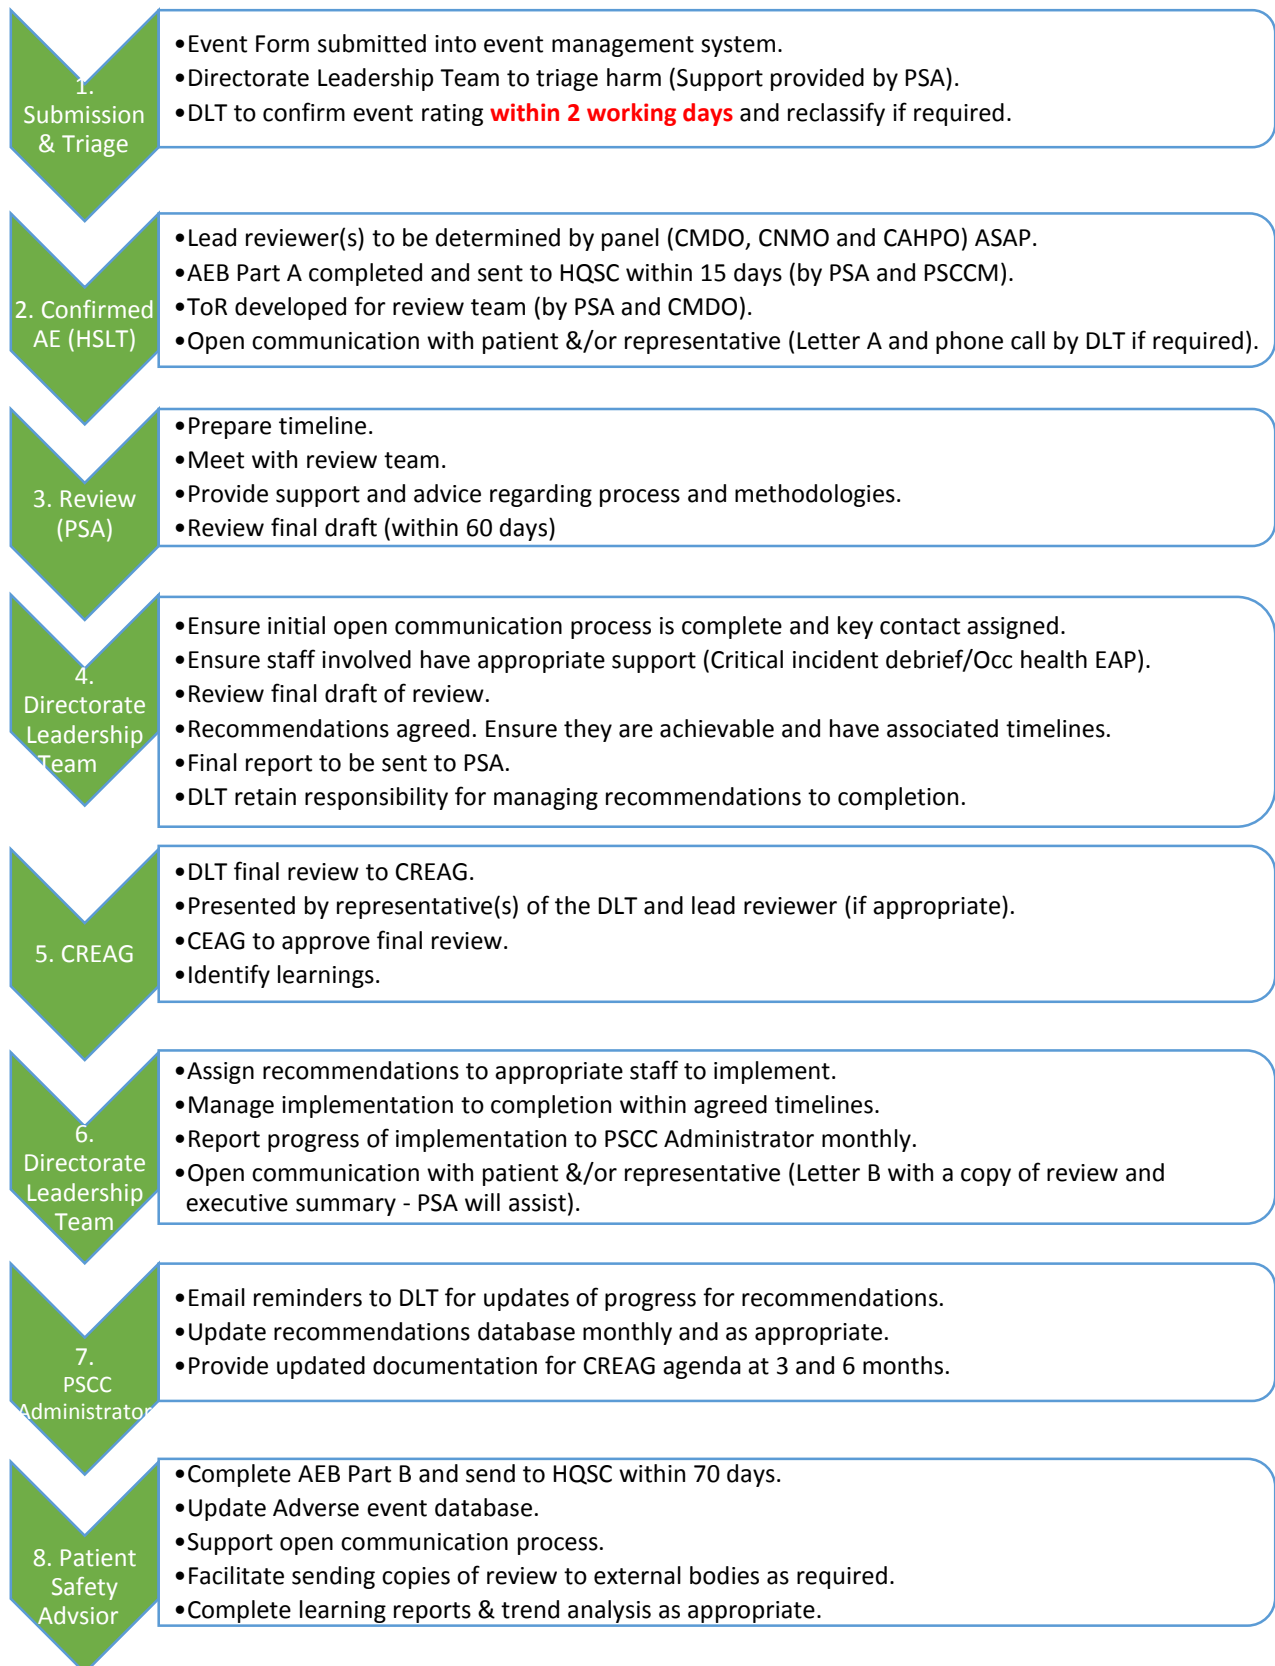 1.
Submission
& Triage
•Event Form submitted into event management system.
•Directorate Leadership Team to triage harm (Support provided by PSA).
•DLT to confirm event rating within 2 working days and reclassify if required.
2. Confirmed
AE (HSLT)
•Lead reviewer(s) to be determined by panel (CMDO, CNMO and CAHPO) ASAP.
•AEB Part A completed and sent to HQSC within 15 days (by PSA and PSCCM).
•ToR developed for review team (by PSA and CMDO).
•Open communication with patient &/or representative (Letter A and phone call by DLT if required).
3. Review
(PSA)
•Prepare timeline.
•Meet with review team.
•Provide support and advice regarding process and methodologies.
•Review final draft (within 60 days)
4.
Directorate
Leadership
Team
•Ensure initial open communication process is complete and key contact assigned.
•Ensure staff involved have appropriate support (Critical incident debrief/Occ health EAP).
•Review final draft of review.
•Recommendations agreed. Ensure they are achievable and have associated timelines.
•Final report to be sent to PSA.
•DLT retain responsibility for managing recommendations to completion.
5. CREAG
•DLT final review to CREAG.
•Presented by representative(s) of the DLT and lead reviewer (if appropriate).
•CEAG to approve final review.
•Identify learnings.
6.
Directorate
Leadership
Team
•Assign recommendations to appropriate staff to implement.
•Manage implementation to completion within agreed timelines.
•Report progress of implementation to PSCC Administrator monthly.
•Open communication with patient &/or representative (Letter B with a copy of review and
executive summary - PSA will assist).
7.
PSCC
Administrator
•Email reminders to DLT for updates of progress for recommendations.
•Update recommendations database monthly and as appropriate.
•Provide updated documentation for CREAG agenda at 3 and 6 months.
8. Patient
Safety
Advsior
•Complete AEB Part B and send to HQSC within 70 days.
•Update Adverse event database.
•Support open communication process.
•Facilitate sending copies of review to external bodies as required.
•Complete learning reports & trend analysis as appropriate.